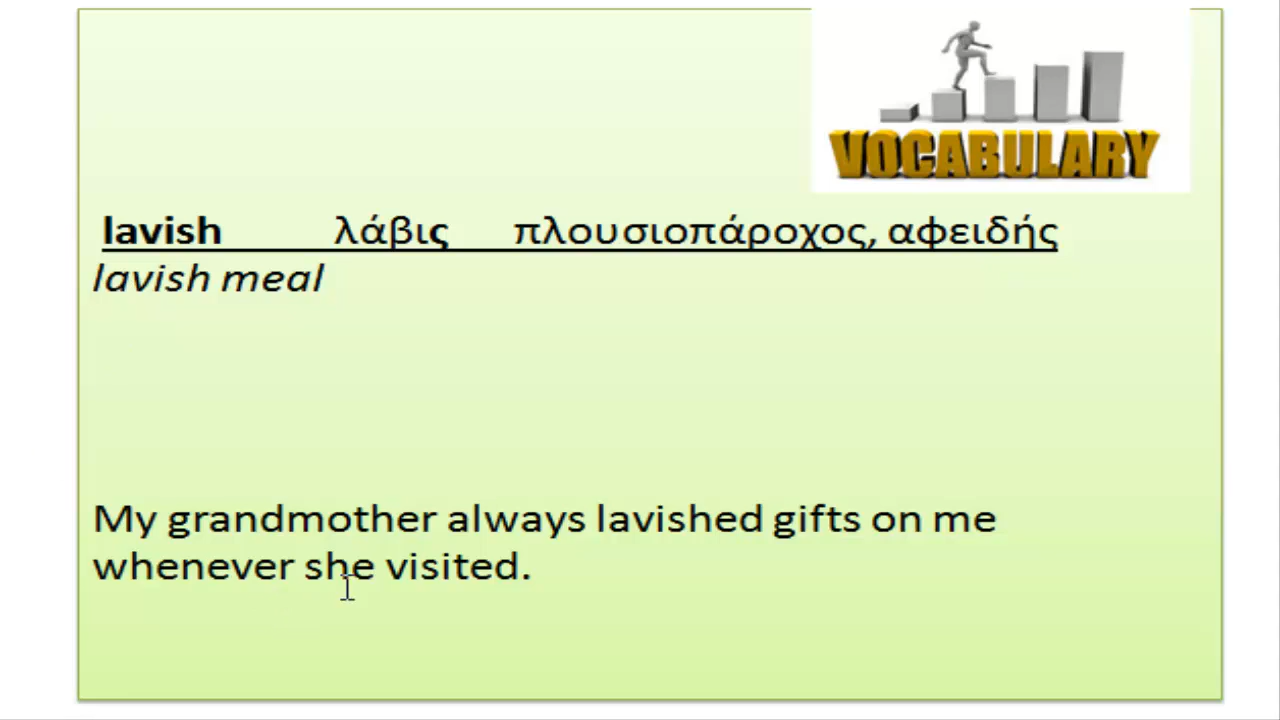 VOCABULARY
lavish λάβις πλουσιοπάροχος, αφειδής
lavish meal
My grandmother always lavished gifts on me
whenever she visited.